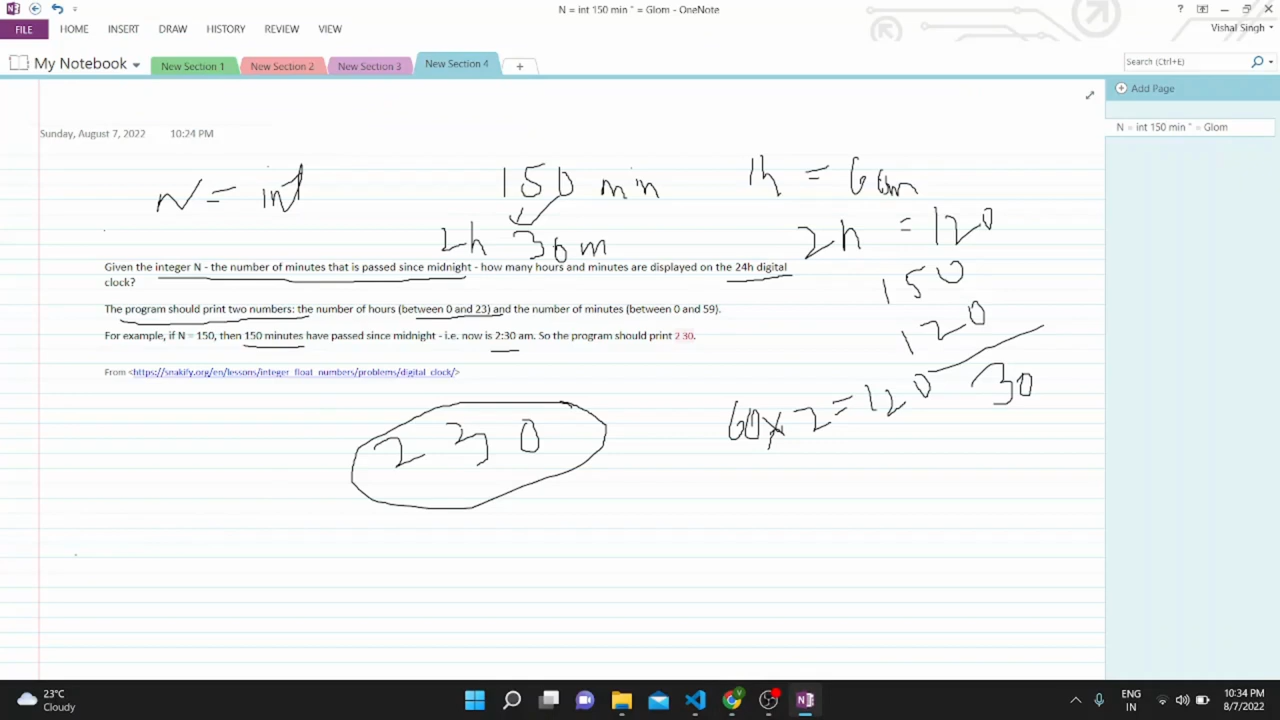 N = int 150 min ˆ = Glom - OneNote
?
Vishal Singh
FILE HOME INSERT DRAW HISTORY REVIEW VIEW
My Notebook New Section 1 New Section 2 New Section 3 New Section 4 +
Search (Ctrl+E)
Add Page
N = int 150 min ˆ = Glom
Sunday, August 7, 2022 10:24 PM
N = int 150 min 1h = 60m
2h 30m 2h = 120
Given the integer N - the number of minutes that is passed since midnight - how many hours and minutes are displayed on the 24h digital
clock?
150
The program should print two numbers: the number of hours (between 0 and 23) and the number of minutes (between 0 and 59).
120
For example, if N = 150, then 150 minutes have passed since midnight - i.e. now is 2:30 am. So the program should print 2 30.
From <https://snakify.org/en/lessons/integer_float_numbers/problems/digital_clock/>
30
60 x 2 = 120
2 30
23°C
Cloudy
ENG
IN
10:34 PM
8/7/2022